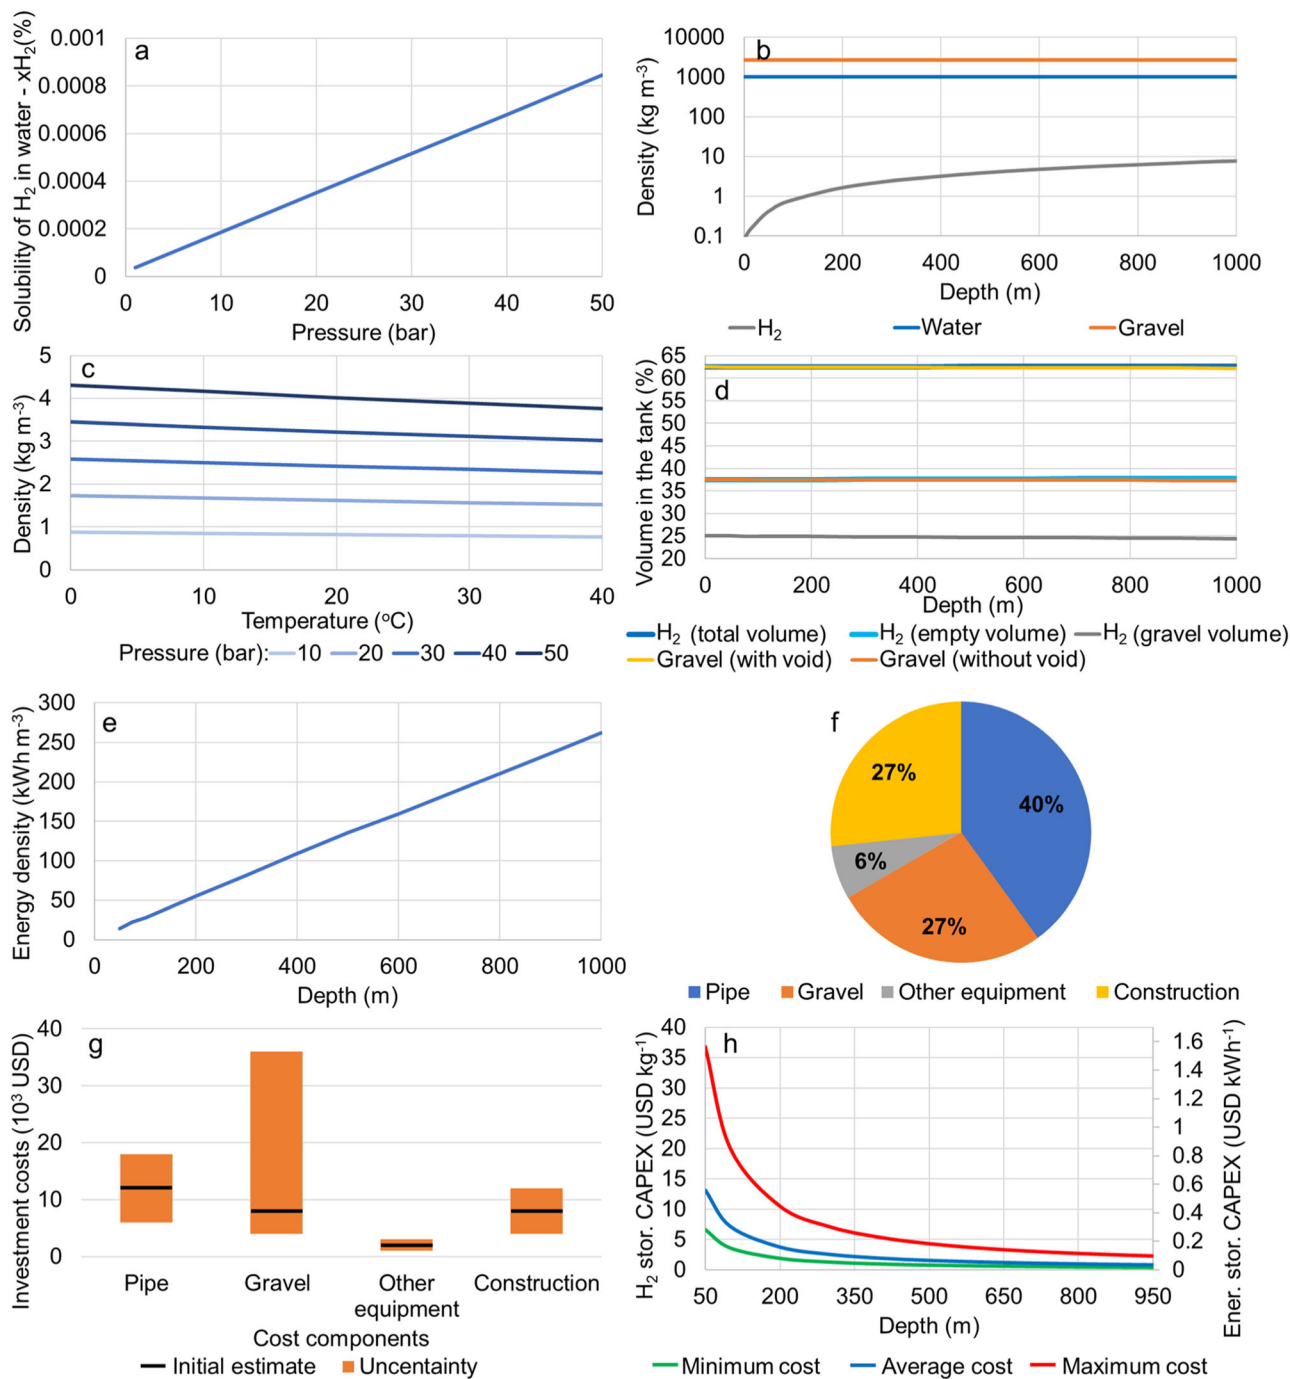 a
Solubility of H₂ in water - xH₂(%)
0.001
0.0008
0.0006
0.0004
0.0002
0
0 10 20 30 40 50
Pressure (bar)
b
Density (kg m⁻³)
10000
1000
100
10
1
0.1
0 200 400 600 800 1000
Depth (m)
H₂ Water Gravel
c
Density (kg m⁻³)
5
4
3
2
1
0
0 10 20 30 40
Temperature (°C)
Pressure (bar): 10 20 30 40 50
d
Volume in the tank (%)
65
60
55
50
45
40
35
30
25
20
0 200 400 600 800 1000
Depth (m)
H₂ (total volume) H₂ (empty volume) H₂ (gravel volume)
Gravel (with void) Gravel (without void)
e
Energy density (kWh m⁻³)
300
250
200
150
100
50
0
0 200 400 600 800 1000
Depth (m)
f
27%
40%
6%
27%
Pipe Gravel Other equipment Construction
g
Investment costs (10³ USD)
40
30
20
10
0
Pipe Gravel Other Construction
equipment
Cost components
Initial estimate Uncentainty
h
H₂ stor. CAPEX (USD kg⁻¹)
40
35
30
25
20
15
10
5
0
Ener. stor. CAPEX (USD kWh⁻¹)
1.6
1.4
1.2
1
0.8
0.6
0.4
0.2
0
50 200 350 500 650 800 950
Depth (m)
Minimum cost Average cost Maximum cost